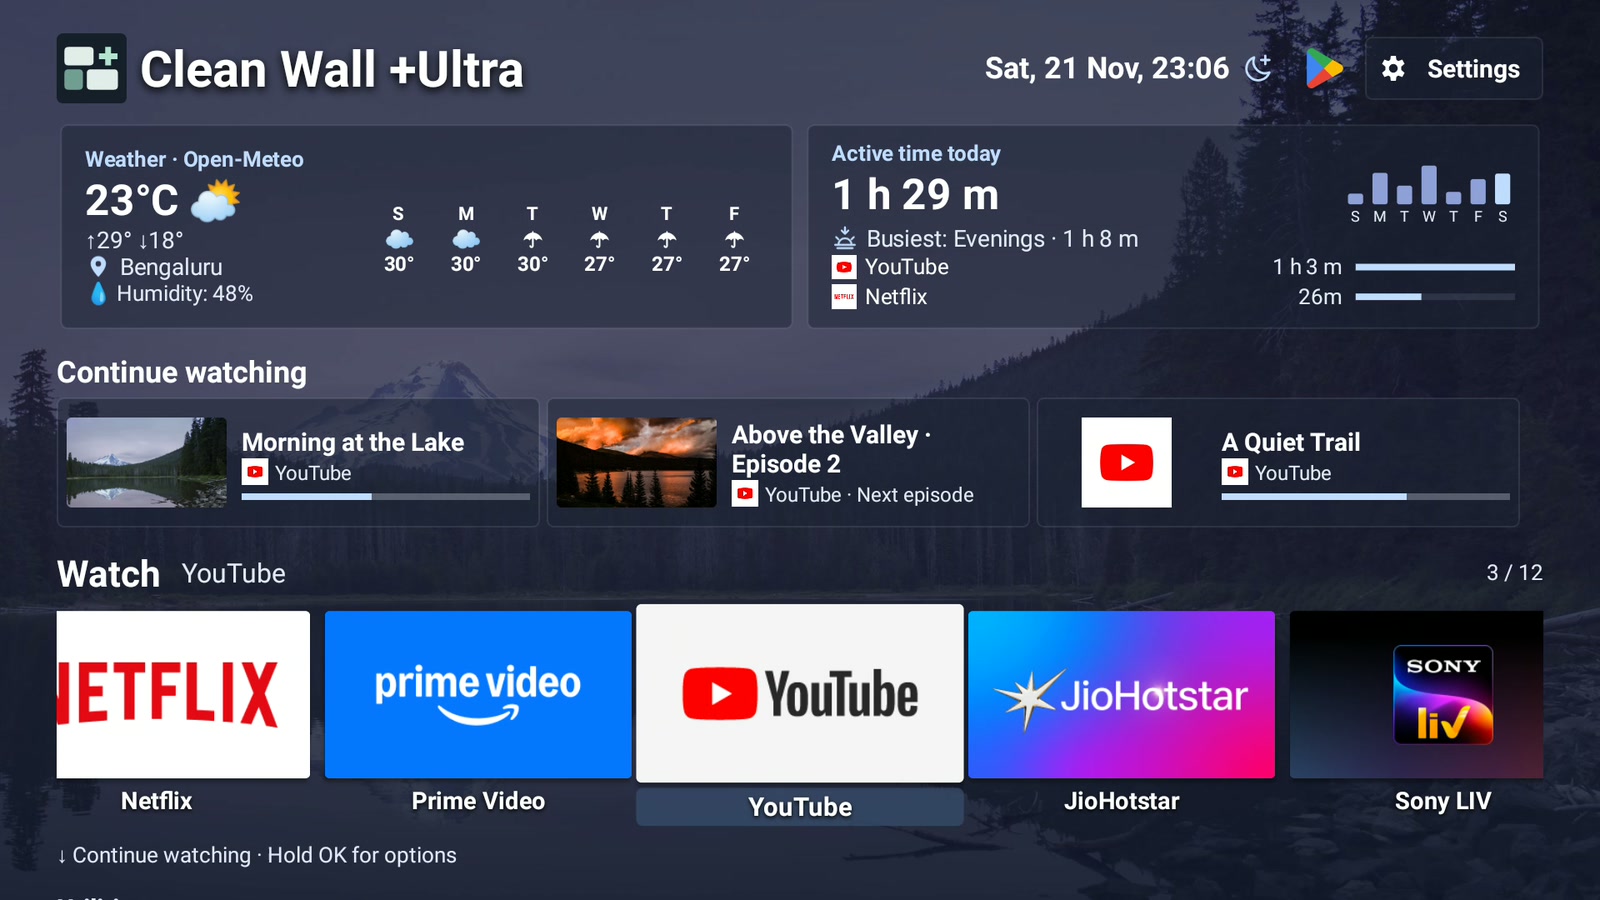 Clean Wall +Ultra
Sat, 21 Nov, 23:06
Settings
Weather · Open-Meteo
23°C
↑29° ↓18°
Bengaluru
Humidity: 48%
S M T W T F
30° 30° 30° 27° 27° 27°
Active time today
1 h 29 m
Busiest: Evenings · 1 h 8 m
S M T W T F S
YouTube 1 h 3 m
NETFLIX Netflix 26m
Continue watching
Morning at the Lake
YouTube
Above the Valley ·
Episode 2
YouTube · Next episode
A Quiet Trail
YouTube
Watch YouTube 3 / 12
NETFLIX
prime video
YouTube
JioHotstar
SONY
liv
Netflix
Prime Video
YouTube
JioHotstar
Sony LIV
↓ Continue watching · Hold OK for options